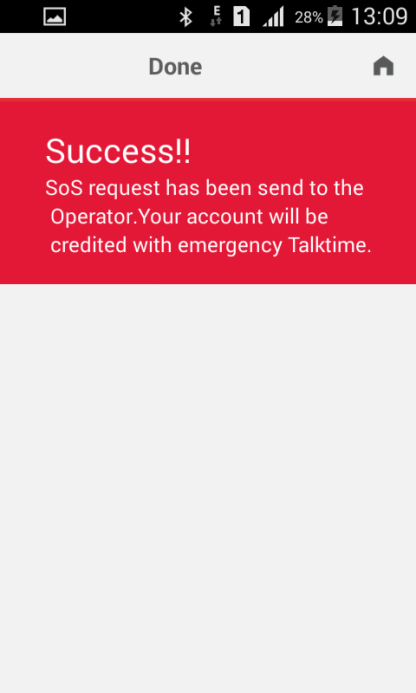 E 1 28% 13:09
Done
Success!!
SoS request has been send to the
Operator.Your account will be
credited with emergency Talktime.